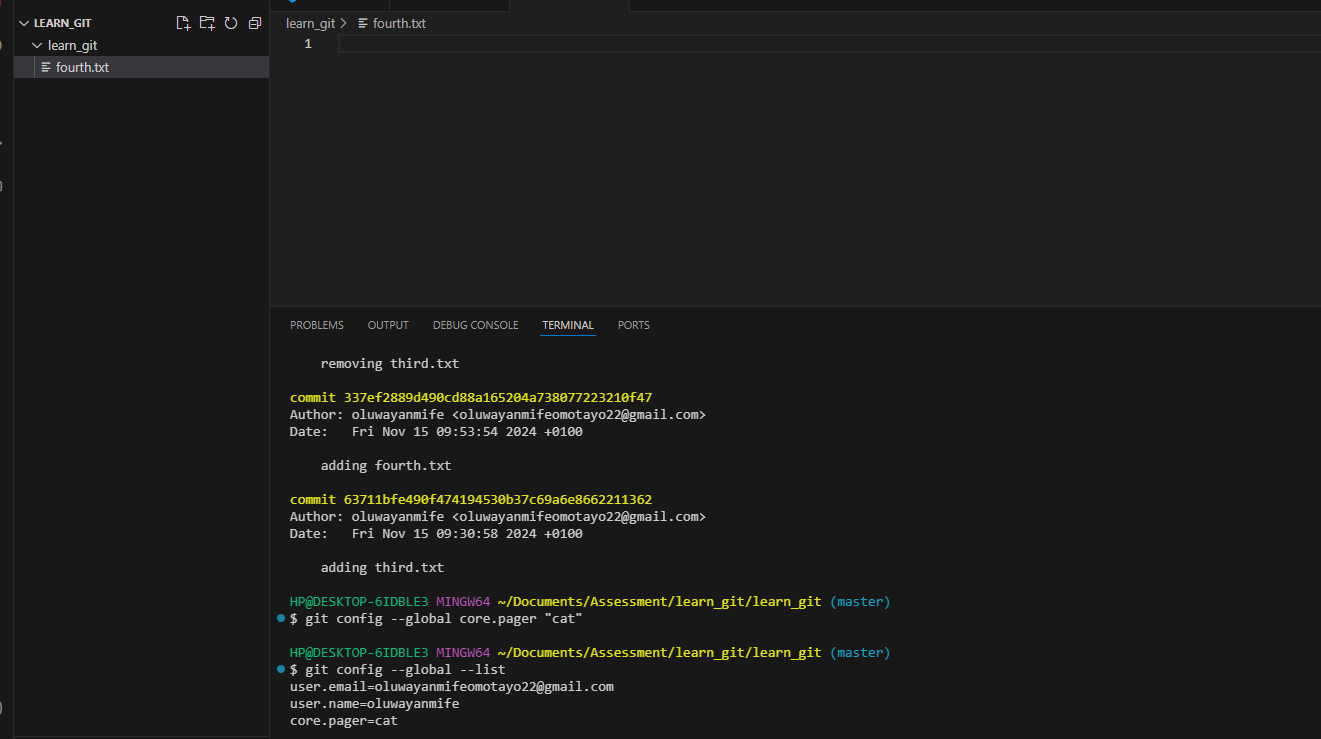 LEARN_GIT
learn_git
fourth.txt
learn_git > fourth.txt
1
PROBLEMS OUTPUT DEBUG CONSOLE TERMINAL PORTS
removing third.txt
commit 337ef2889d490cd88a165204a738077223210f47
Author: oluwayanmife <oluwayanmifeomotayo22@gmail.com>
Date:   Fri Nov 15 09:53:54 2024 +0100
adding fourth.txt
commit 63711bfe490f474194530b37c69a6e8662211362
Author: oluwayanmife <oluwayanmifeomotayo22@gmail.com>
Date:   Fri Nov 15 09:30:58 2024 +0100
adding third.txt
HP@DESKTOP-6IDBLE3 MINGW64 ~/Documents/Assessment/learn_git/learn_git (master)
$ git config --global core.pager "cat"
HP@DESKTOP-6IDBLE3 MINGW64 ~/Documents/Assessment/learn_git/learn_git (master)
$ git config --global --list
user.email=oluwayanmifeomotayo22@gmail.com
user.name=oluwayanmife
core.pager=cat